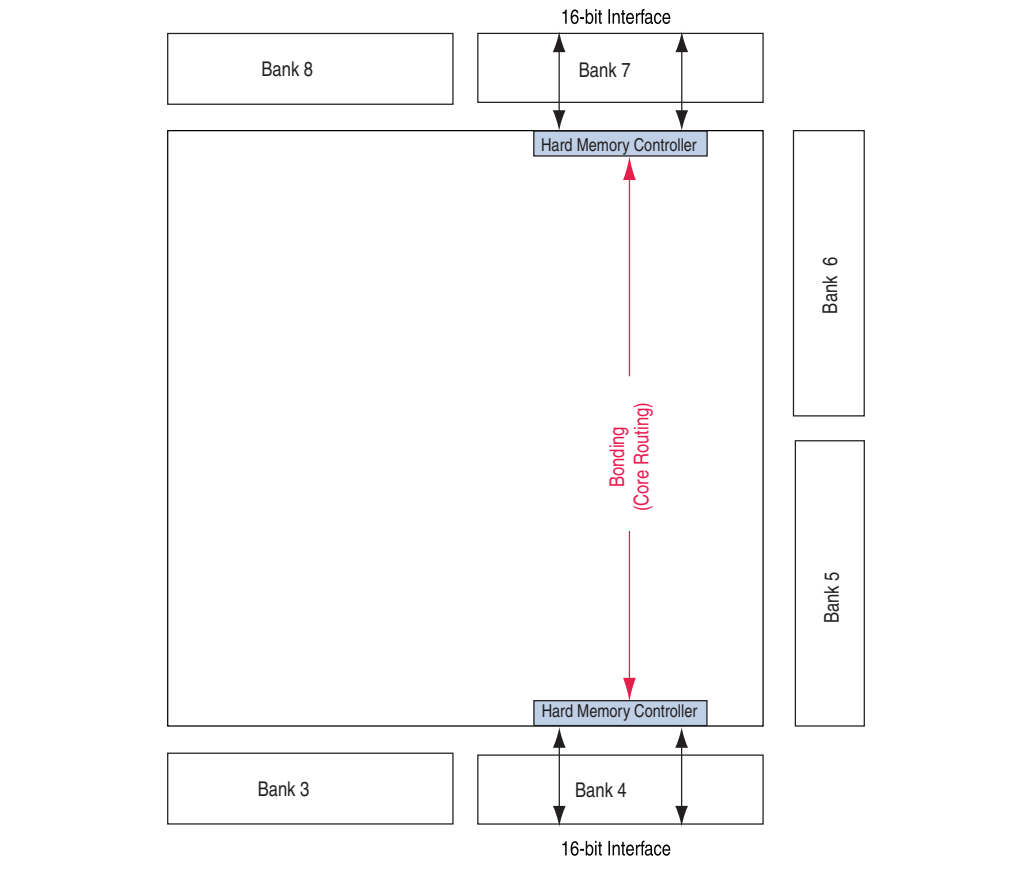 16-bit Interface
Bank 8
Bank 7
Hard Memory Controller
Bank 6
Bonding
(Core Routing)
Bank 5
Hard Memory Controller
Bank 3
Bank 4
16-bit Interface